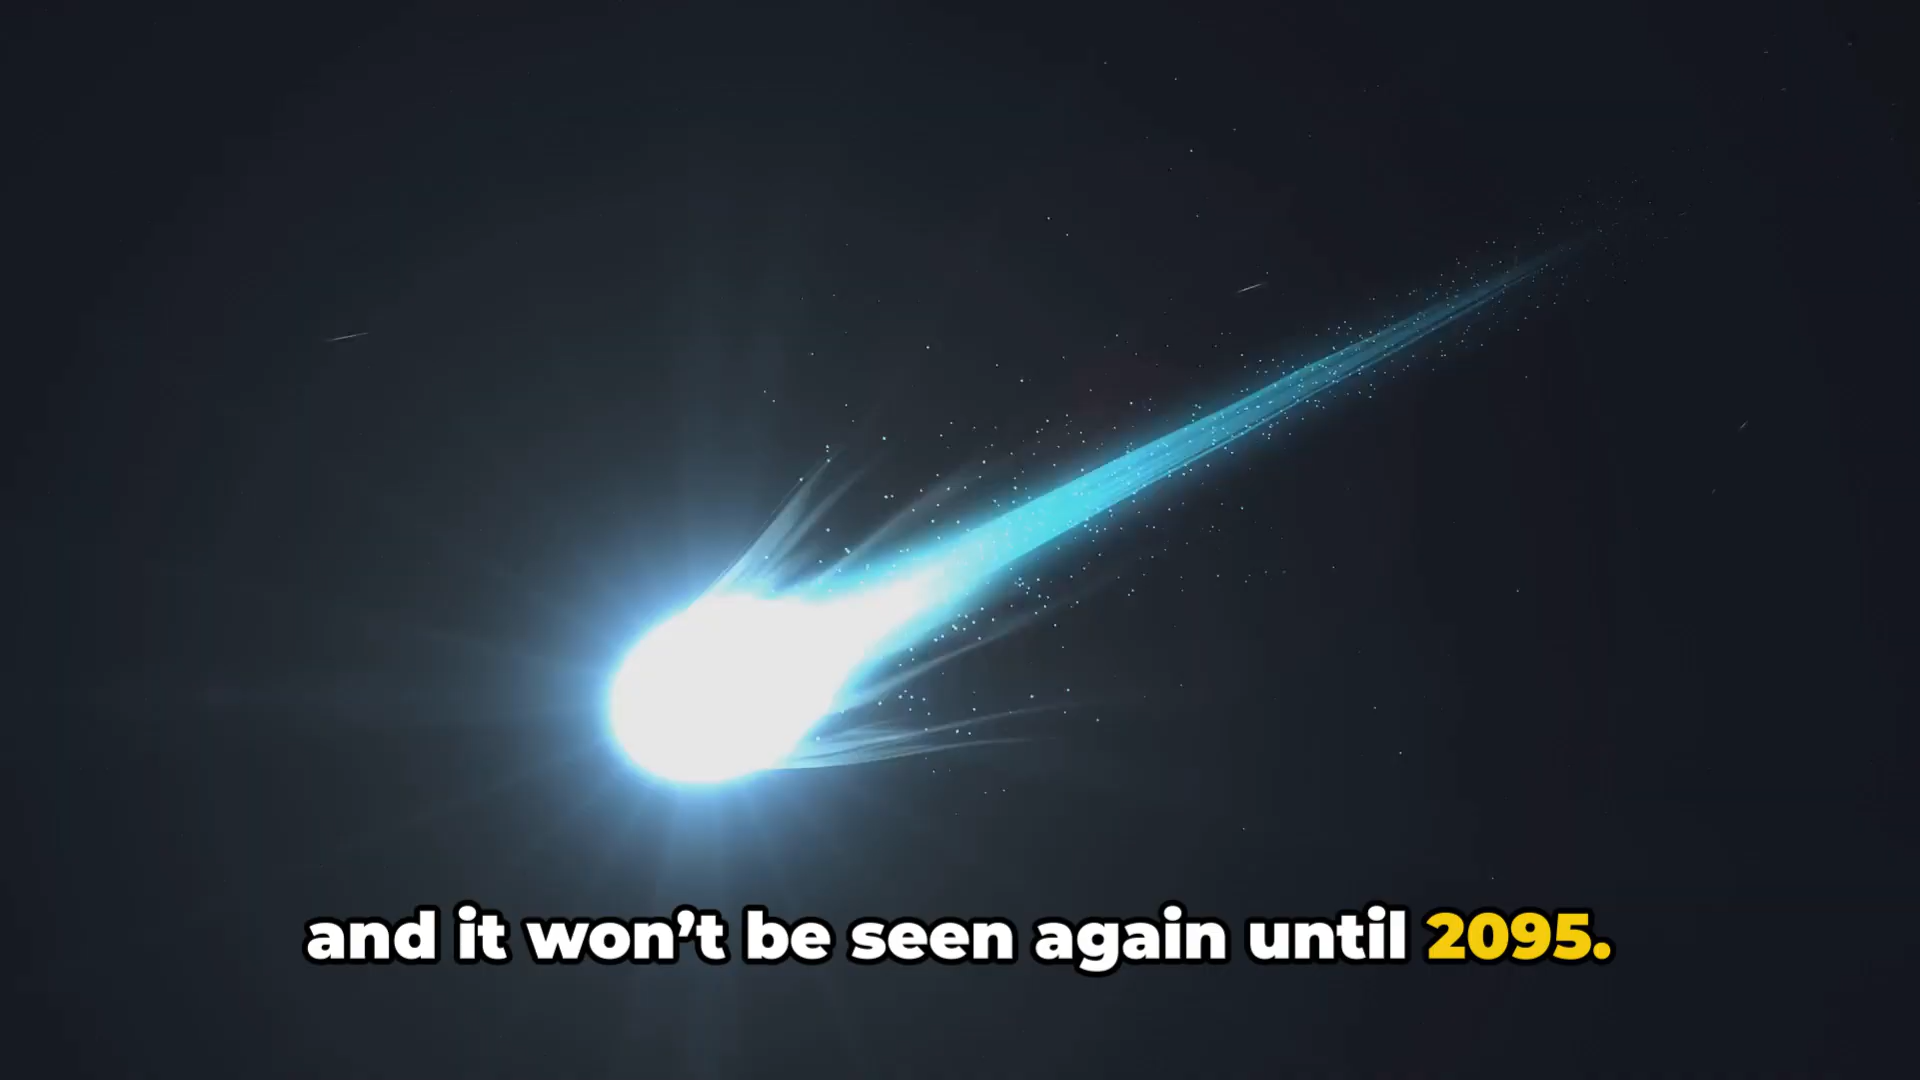 and it won’t be seen again until 2095.